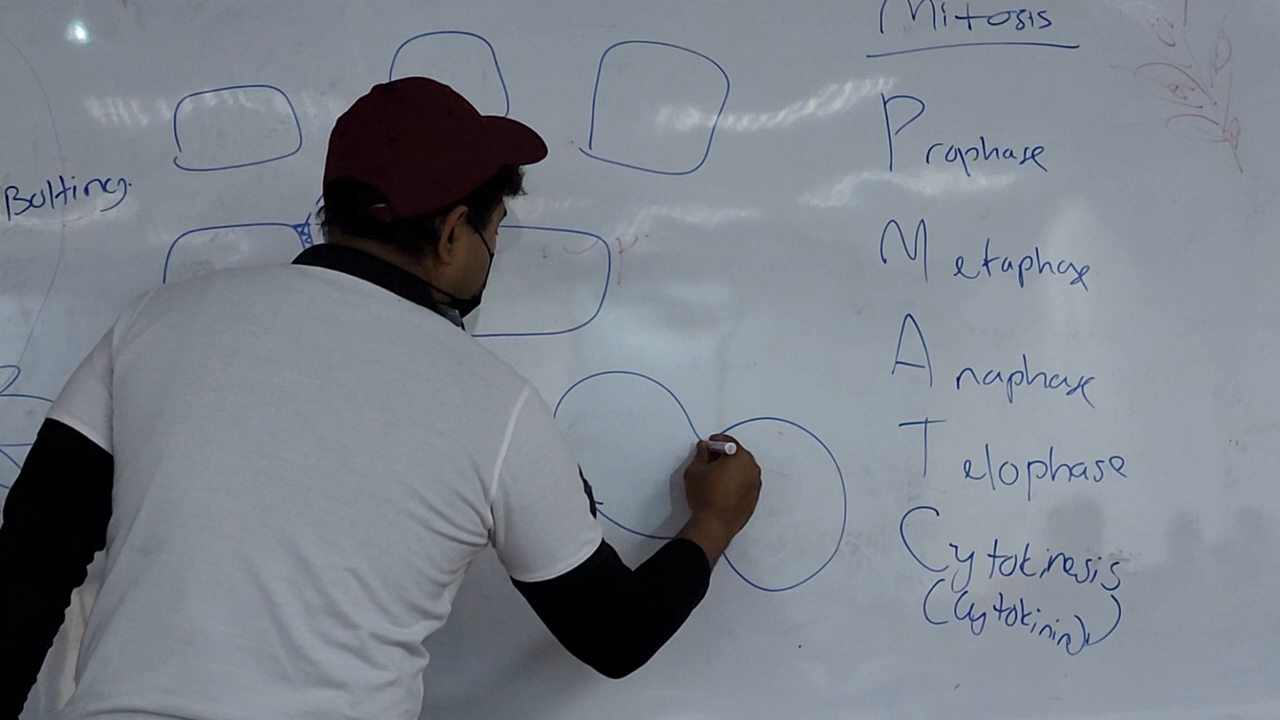 Mitosis
Prophase
Bolting.
Metaphase
Anaphase
Telophase
Cytokinesis
(Cytokinin)